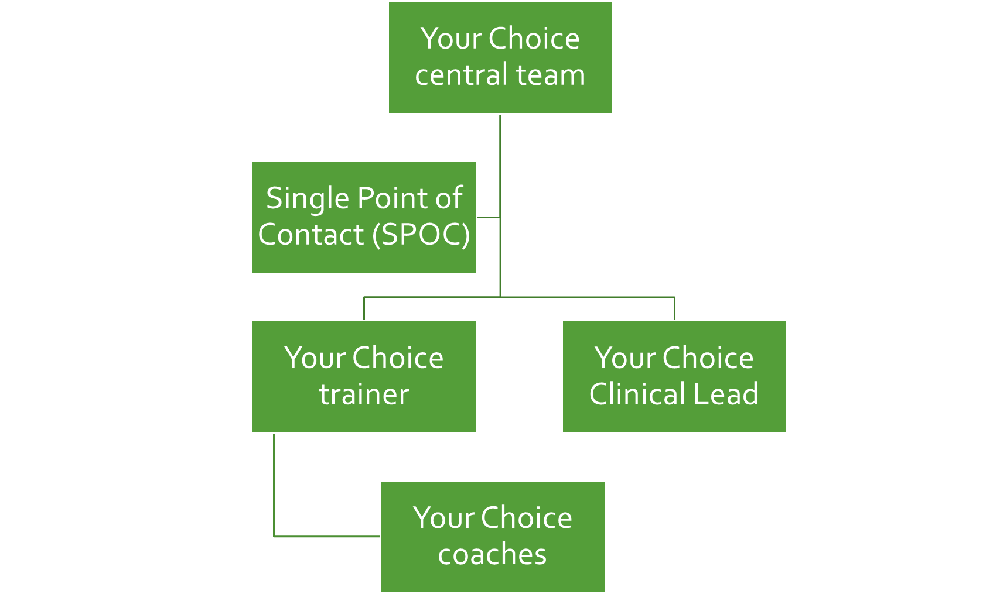 Your Choice
central team
Single Point of
Contact (SPOC)
Your Choice
trainer
Your Choice
Clinical Lead
Your Choice
coaches